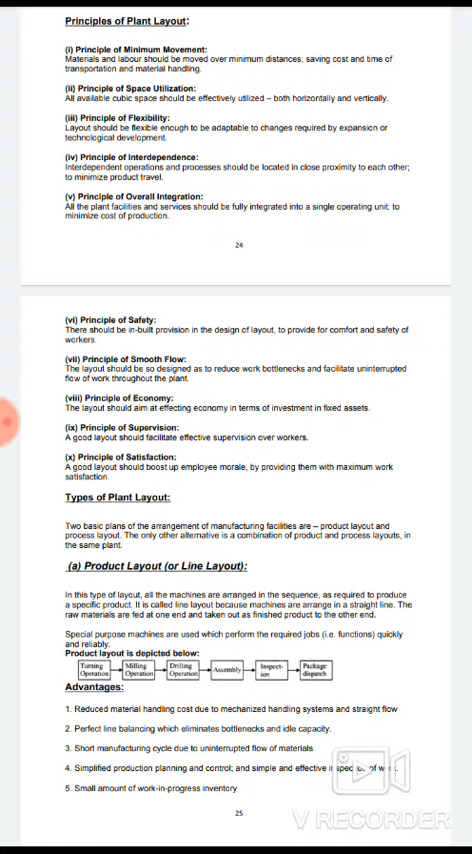 Principles of Plant Layout:
(i) Principle of Minimum Movement:
Materials and labour should be moved over minimum distances; saving cost and time of
transportation and material handling.
(ii) Principle of Space Utilization:
All available cubic space should be effectively utilized – both horizontally and vertically.
(iii) Principle of Flexibility:
Layout should be flexible enough to be adaptable to changes required by expansion or
technological development.
(iv) Principle of Interdependence:
Interdependent operations and processes should be located in close proximity to each other;
to minimize product travel.
(v) Principle of Overall Integration:
All the plant facilities and services should be fully integrated into a single operating unit; to
minimize cost of production.
24
(vi) Principle of Safety:
There should be in-built provision in the design of layout, to provide for comfort and safety of
workers.
(vii) Principle of Smooth Flow:
The layout should be so designed as to reduce work bottlenecks and facilitate uninterrupted
flow of work throughout the plant.
(viii) Principle of Economy:
The layout should aim at effecting economy in terms of investment in fixed assets.
(ix) Principle of Supervision:
A good layout should facilitate effective supervision over workers.
(x) Principle of Satisfaction:
A good layout should boost up employee morale, by providing them with maximum work
satisfaction.
Types of Plant Layout:
Two basic plans of the arrangement of manufacturing facilities are – product layout and
process layout. The only other alternative is a combination of product and process layouts, in
the same plant.
(a) Product Layout (or Line Layout):
In this type of layout, all the machines are arranged in the sequence, as required to produce
a specific product. It is called line layout because machines are arrange in a straight line. The
raw materials are fed at one end and taken out as finished product to the other end.
Special purpose machines are used which perform the required jobs (i.e. functions) quickly
and reliably.
Product layout is depicted below:
Turning Operation
Milling Operation
Drilling Operation
Assembly
Inspect-ion
Package dispatch
Advantages:
1. Reduced material handling cost due to mechanized handling systems and straight flow
2. Perfect line balancing which eliminates bottlenecks and idle capacity.
3. Short manufacturing cycle due to uninterrupted flow of materials
4. Simplified production planning and control; and simple and effective inspection of work.
5. Small amount of work-in-progress inventory
25
V RECORDER